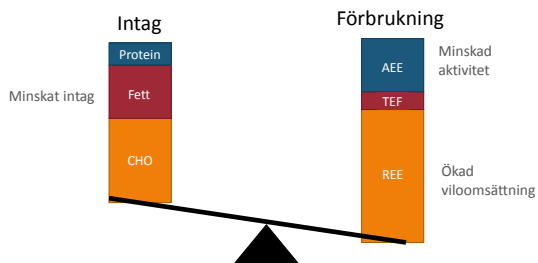 Intag
Förbrukning
Protein
Fett
CHO
Minskat intag
AEE
TEF
REE
Minskad
aktivitet
Ökad
viloomsättning